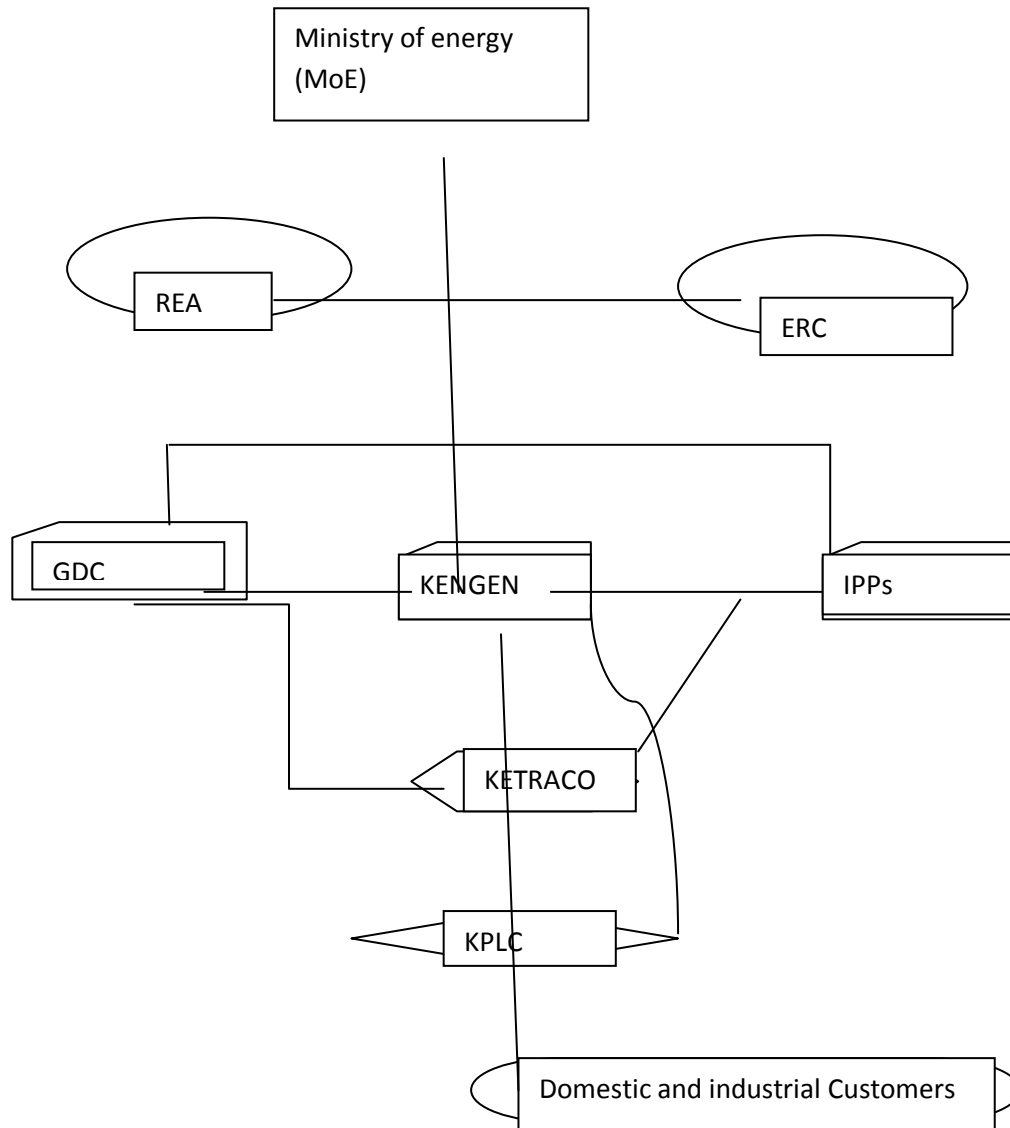 Ministry of energy
(MoE)
REA
ERC
GDC
KENGEN
IPPs
KETRACO
KPLC
Domestic and industrial Customers